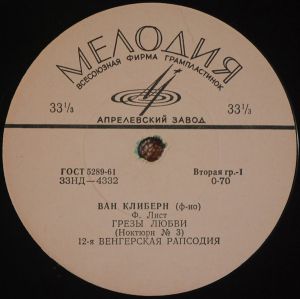 МЕЛОДИЯ
ВСЕСОЮЗНАЯ ФИРМА ГРАМПЛАСТИНОК
33⅓ 33⅓
АПРЕЛЕВСКИЙ ЗАВОД
ГОСТ 5289-61 Вторая гр.-1
33НД—4332 0-70
ВАН КЛИБЕРН (ф-но)
Ф. Лист
ГРЕЗЫ ЛЮБВИ
(Ноктюрн № 3)
12-я ВЕНГЕРСКАЯ РАПСОДИЯ